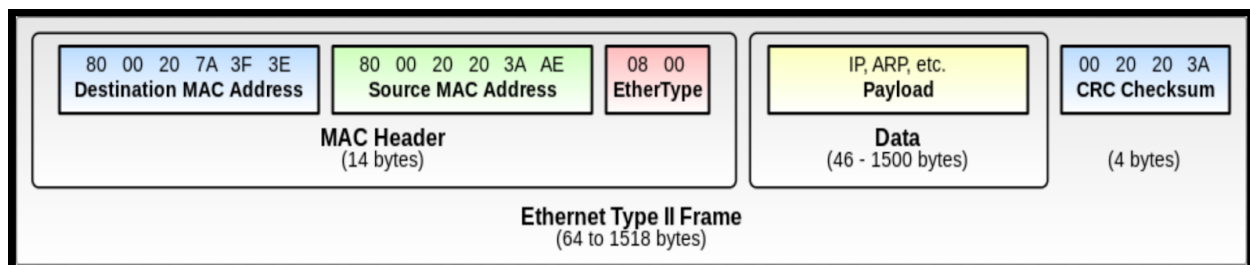 80 00 20 7A 3F 3E
Destination MAC Address
80 00 20 20 3A AE
Source MAC Address
08 00
EtherType
IP, ARP, etc.
Payload
00 20 20 3A
CRC Checksum
MAC Header
(14 bytes)
Data
(46 - 1500 bytes)
(4 bytes)
Ethernet Type II Frame
(64 to 1518 bytes)